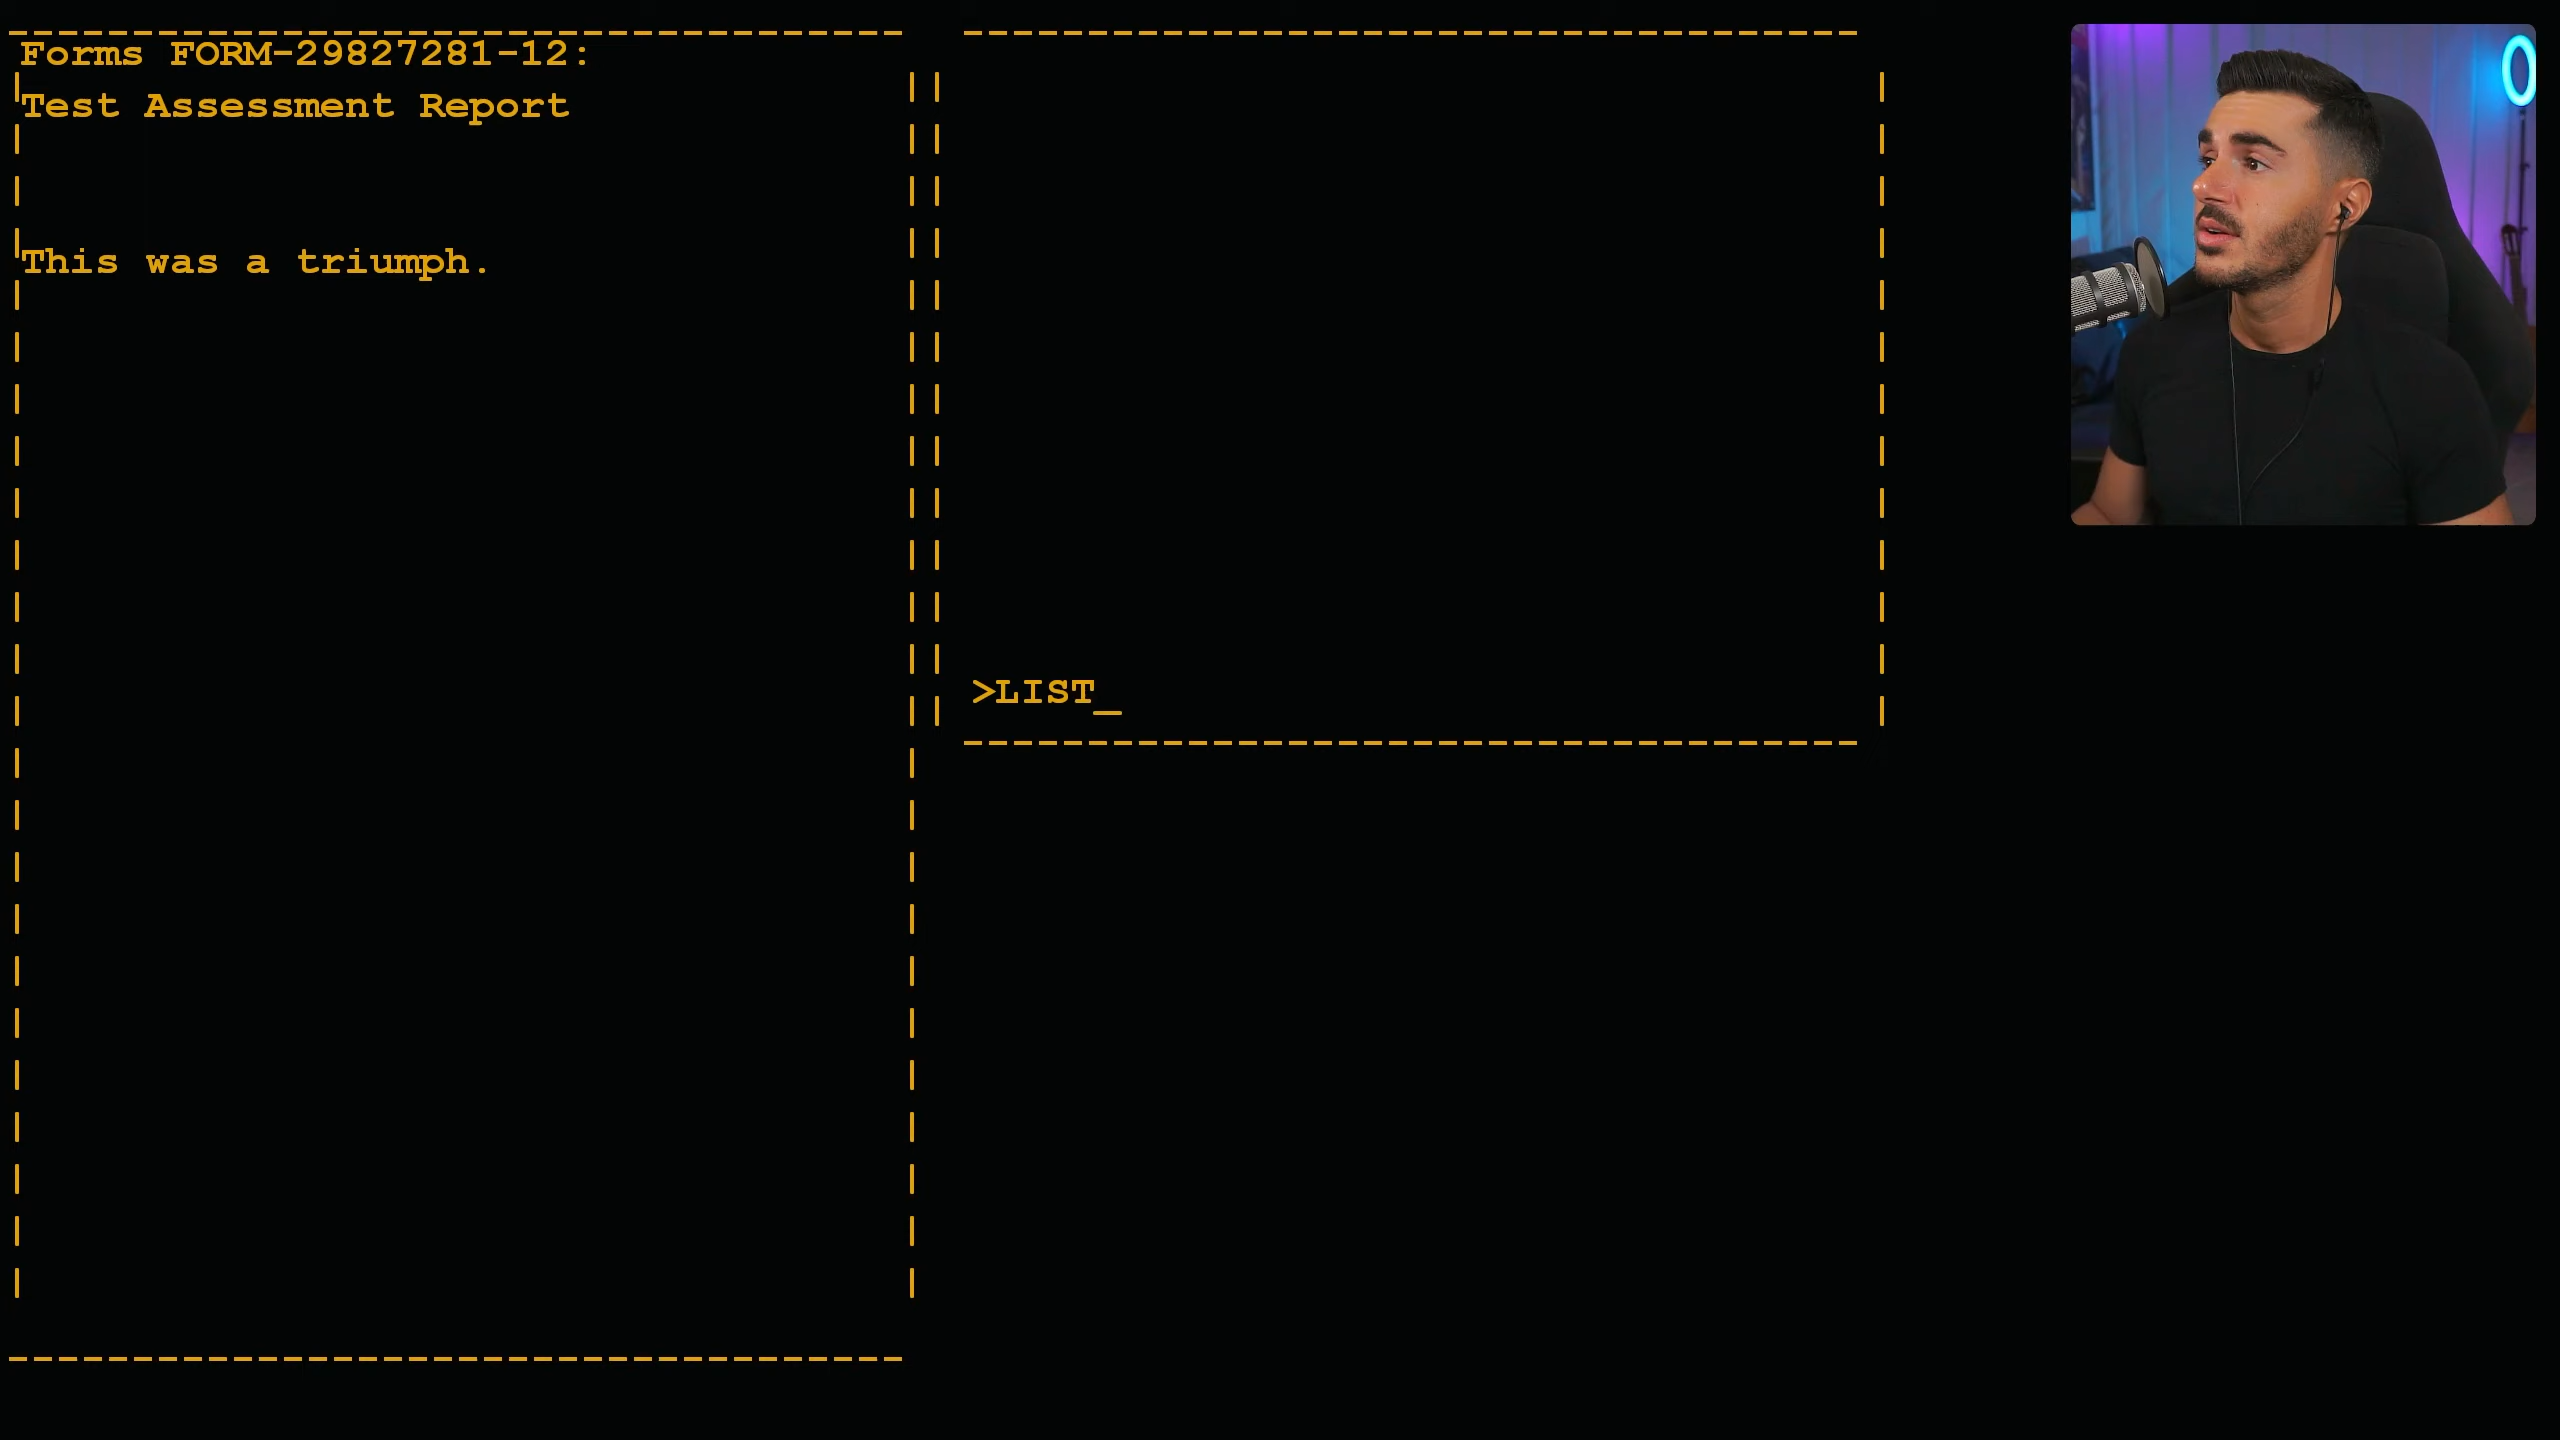 Forms FORM-29827281-12:
Test Assessment Report
This was a triumph.
>LIST_